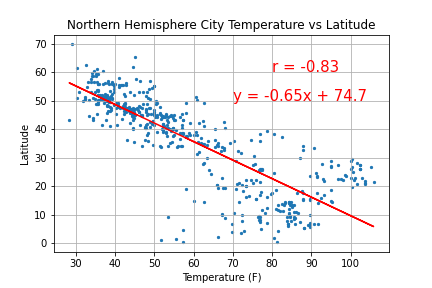 Northern Hemisphere City Temperature vs Latitude
70
60
50
40
30
20
10
0
Latitude
r = -0.83
y = -0.65x + 74.7
30 40 50 60 70 80 90 100
Temperature (F)